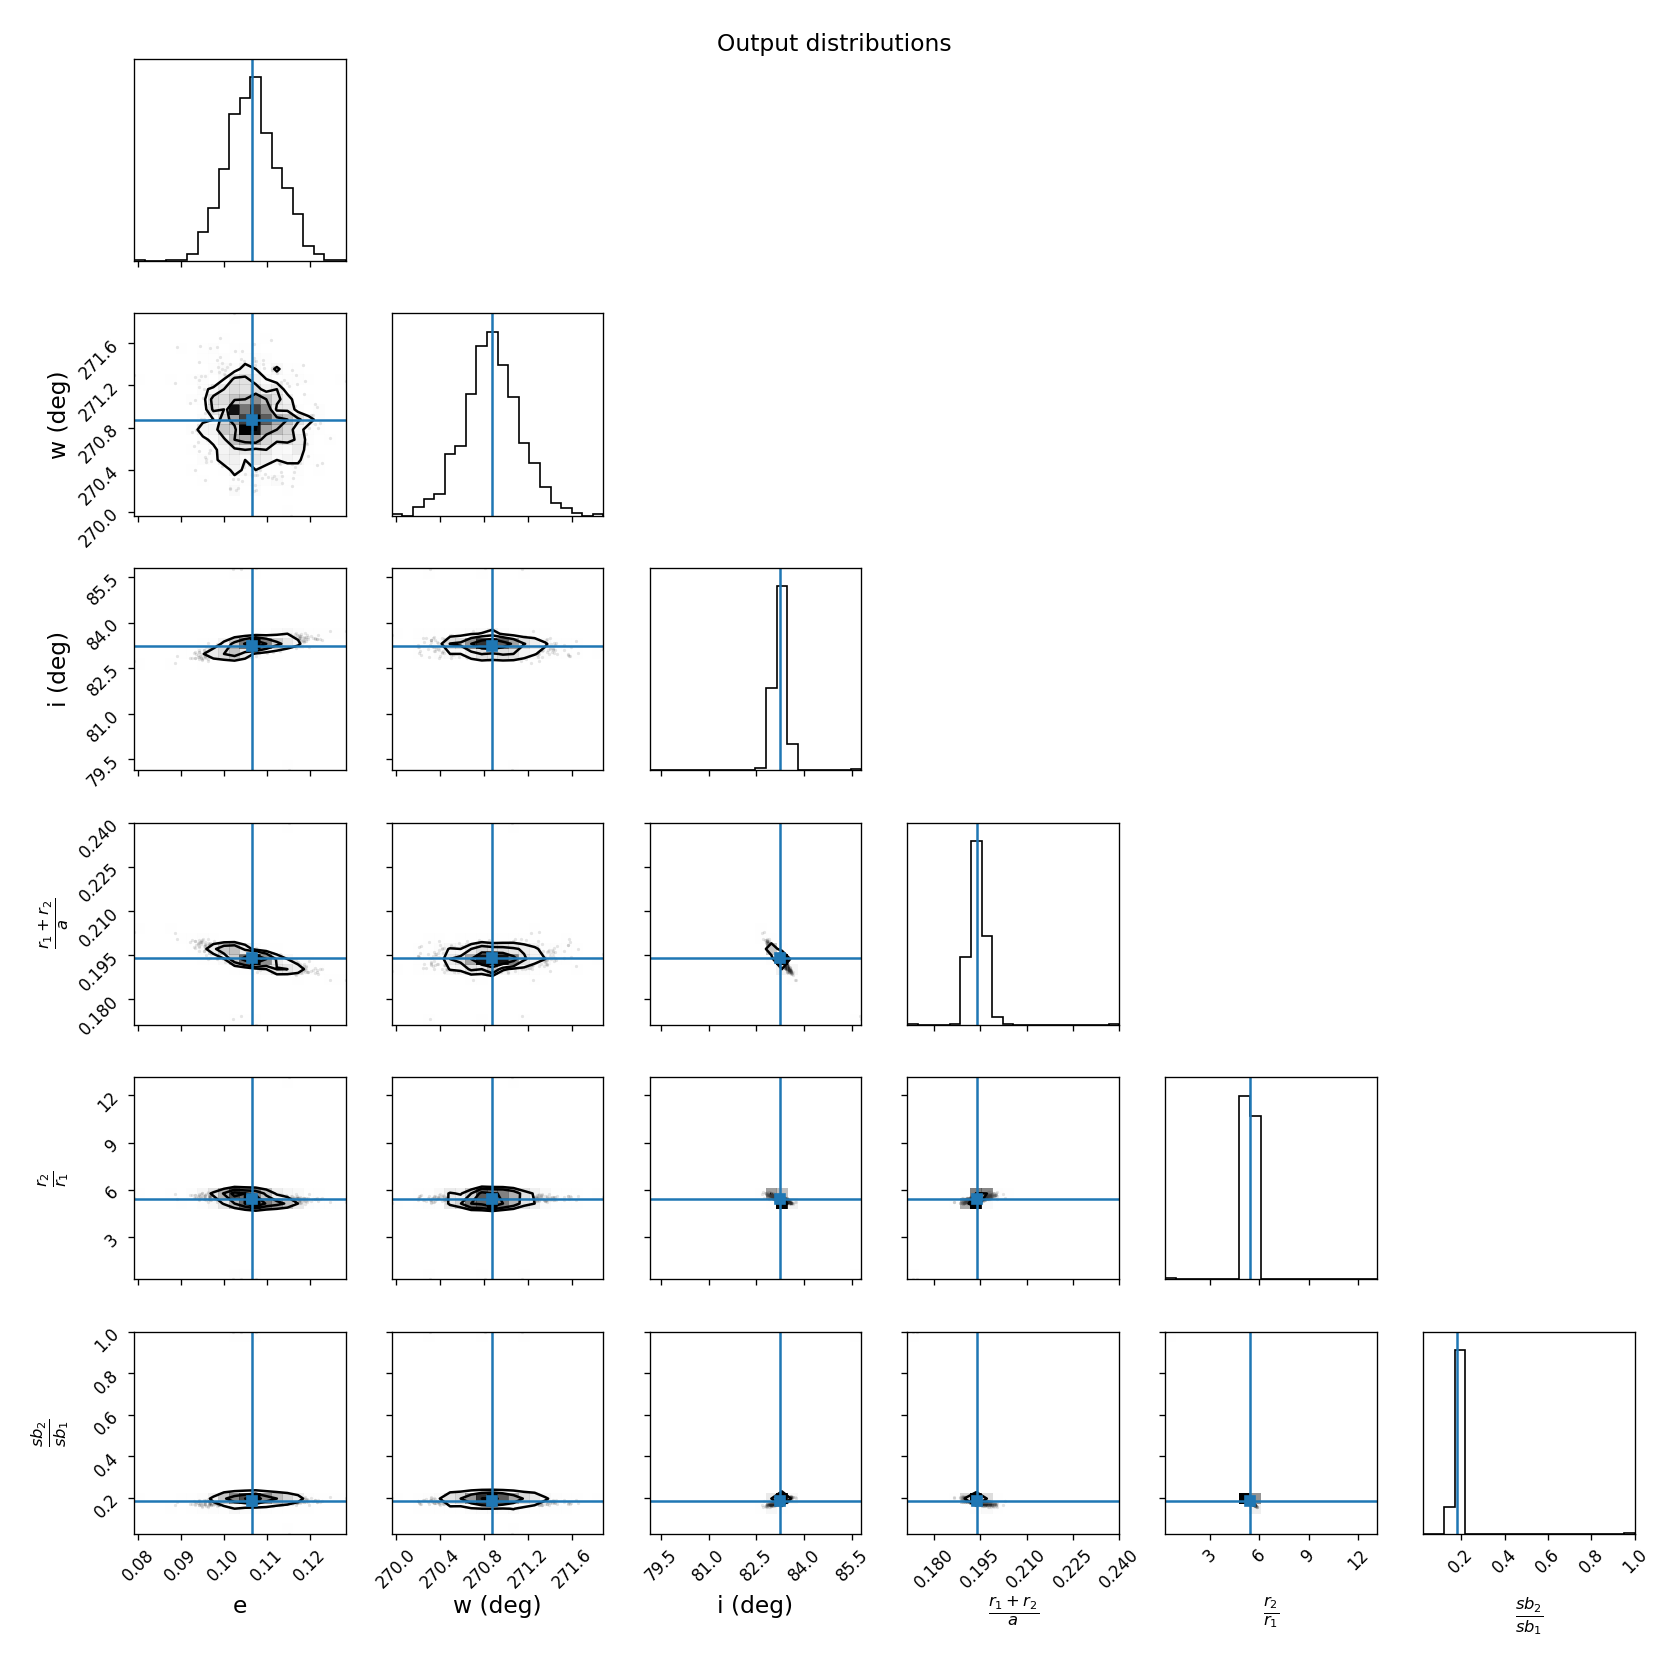 Output distributions
w (deg)
271.6
271.2
270.8
270.4
270.0
i (deg)
85.5
84.0
82.5
81.0
79.5
r₁ + r₂
a
0.240
0.225
0.210
0.195
0.180
r₂
r₁
12
9
6
3
sb₂
sb₁
1.0
0.8
0.6
0.4
0.2
0.08 0.09 0.10 0.11 0.12
270.0 270.4 270.8 271.2 271.6
79.5 81.0 82.5 84.0 85.5
0.180 0.195 0.210 0.225 0.240
3 6 9 12
0.2 0.4 0.6 0.8 1.0
e
w (deg)
i (deg)
r₁ + r₂
a
r₂
r₁
sb₂
sb₁